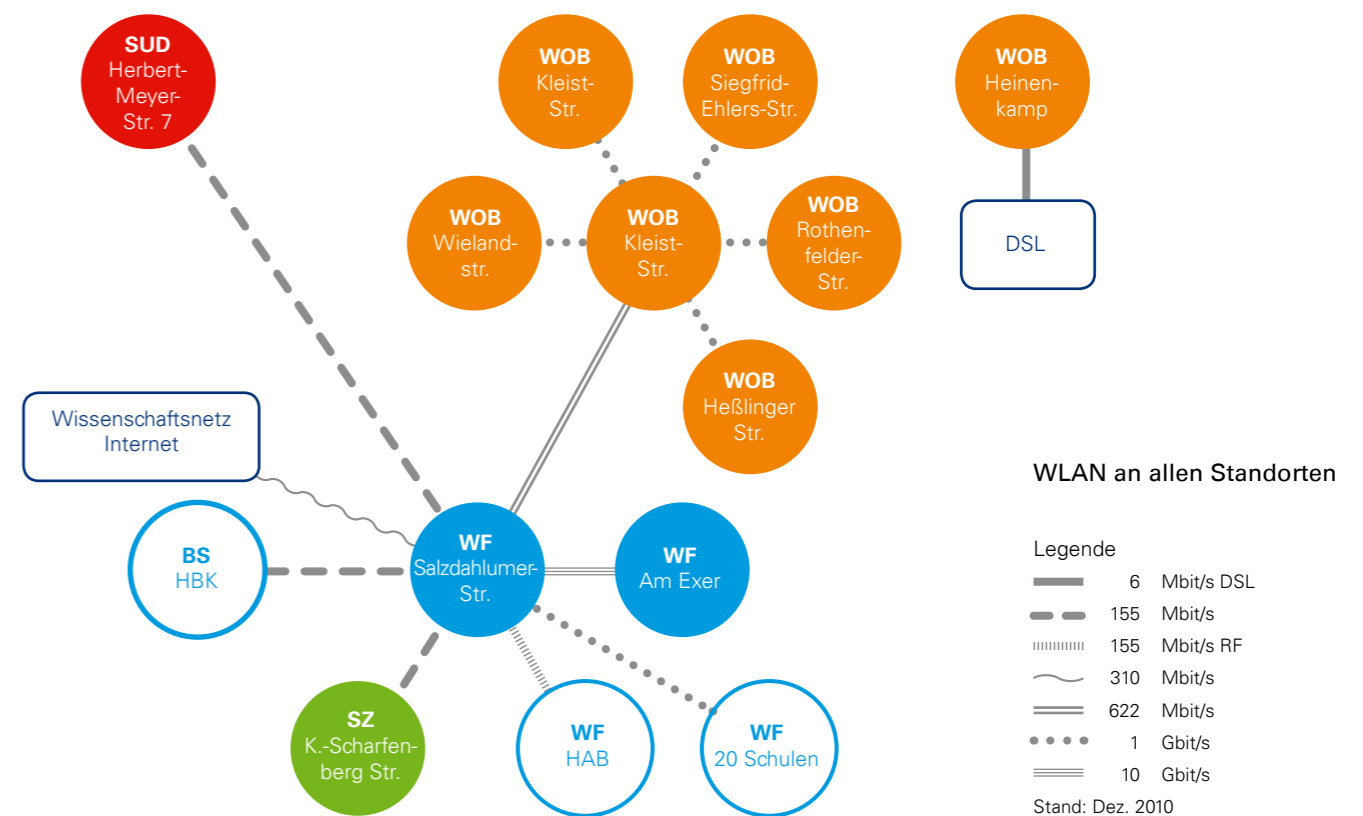 SUD
Herbert-
Meyer-
Str. 7
WOB
Kleist-
Str.
WOB
Siegfrid-
Ehlers-Str.
WOB
Heinen-
kamp
WOB
Wieland-
str.
WOB
Kleist-
Str.
WOB
Rothen-
felder-
Str.
DSL
WOB
Heßlinger
Str.
Wissenschaftsnetz
Internet
BS
HBK
WF
Salzdahlumer-
Str.
WF
Am Exer
SZ
K.-Scharfen-
berg Str.
WF
HAB
WF
20 Schulen
WLAN an allen Standorten
Legende
6 Mbit/s DSL
155 Mbit/s
155 Mbit/s RF
310 Mbit/s
622 Mbit/s
1 Gbit/s
10 Gbit/s
Stand: Dez. 2010